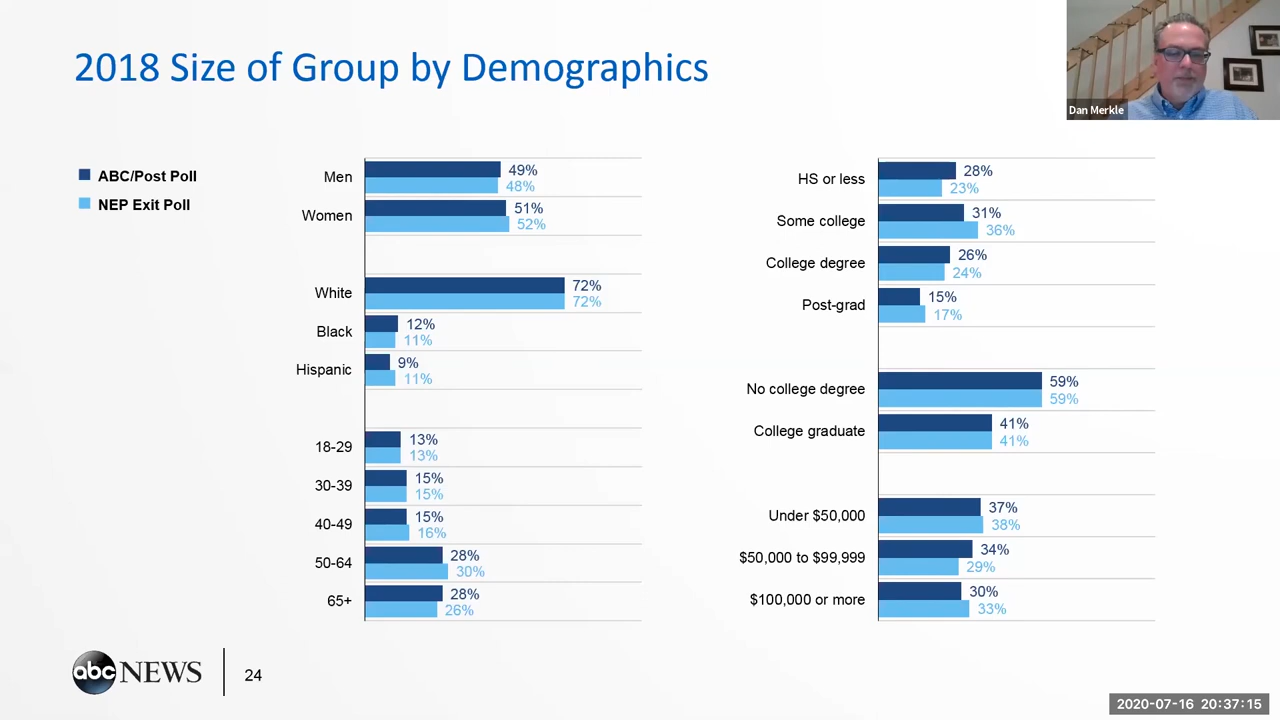 2018 Size of Group by Demographics
Dan Merkle
ABC/Post Poll
NEP Exit Poll
Men 49% 48%
Women 51% 52%
White 72% 72%
Black 12% 11%
Hispanic 9% 11%
18-29 13% 13%
30-39 15% 15%
40-49 15% 16%
50-64 28% 30%
65+ 28% 26%
HS or less 28% 23%
Some college 31% 36%
College degree 26% 24%
Post-grad 15% 17%
No college degree 59% 59%
College graduate 41% 41%
Under $50,000 37% 38%
$50,000 to $99,999 34% 29%
$100,000 or more 30% 33%
abc NEWS 24
2020-07-16 20:37:15